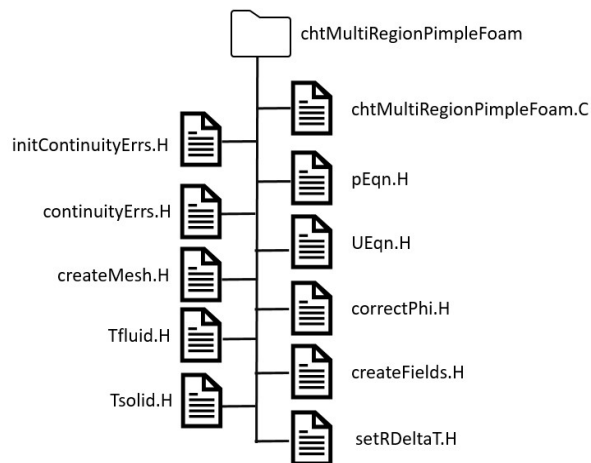 chtMultiRegionPimpleFoam
chtMultiRegionPimpleFoam.C
initContinuityErrs.H
pEqn.H
continuityErrs.H
UEqn.H
createMesh.H
correctPhi.H
Tfluid.H
createFields.H
Tsolid.H
setRDeltaT.H